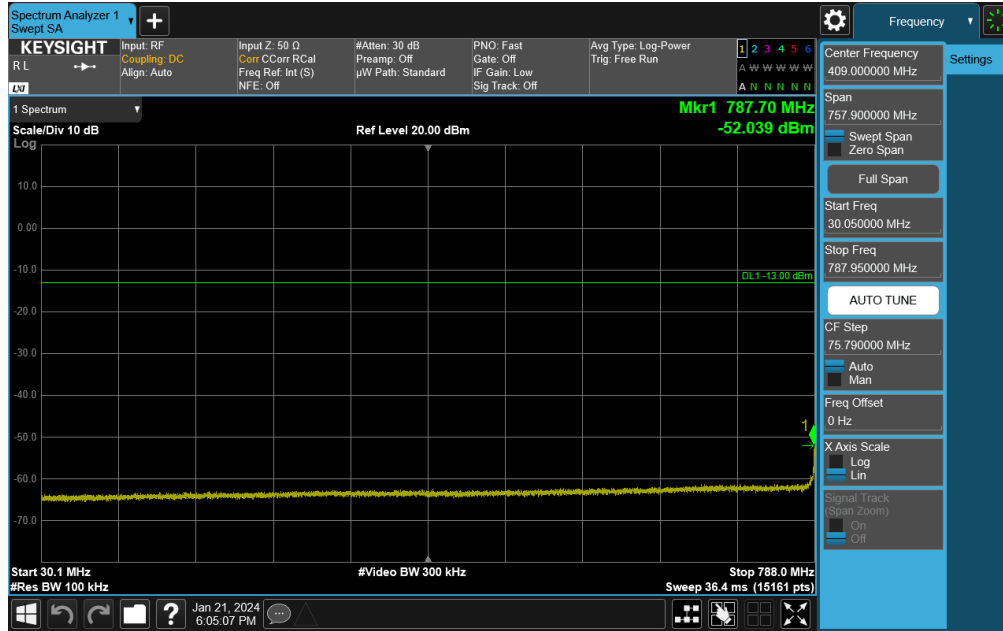 Spectrum Analyzer 1
Swept SA
Frequency
KEYSIGHT
R L
LXI
Input: RF
Coupling: DC
Align: Auto
Input Z: 50 Ω
Corr CCorr RCal
Freq Ref: Int (S)
NFE: Off
#Atten: 30 dB
Preamp: Off
µW Path: Standard
PNO: Fast
Gate: Off
IF Gain: Low
Sig Track: Off
Avg Type: Log-Power
Trig: Free Run
1 2 3 4 5 6
A W W W W W
A N N N N N
1 Spectrum
Scale/Div 10 dB
Log
Ref Level 20.00 dBm
Mkr1 787.70 MHz
-52.039 dBm
10.0
0.00
-10.0
DL1 -13.00 dBm
-20.0
-30.0
-40.0
1
-50.0
-60.0
-70.0
Start 30.1 MHz
#Res BW 100 kHz
#Video BW 300 kHz
Stop 788.0 MHz
Sweep 36.4 ms (15161 pts)
Jan 21, 2024
6:05:07 PM
?
Center Frequency
409.000000 MHz
Settings
Span
757.900000 MHz
Swept Span
Zero Span
Full Span
Start Freq
30.050000 MHz
Stop Freq
787.950000 MHz
AUTO TUNE
CF Step
75.790000 MHz
Auto
Man
Freq Offset
0 Hz
X Axis Scale
Log
Lin
Signal Track
(Span Zoom)
On
Off